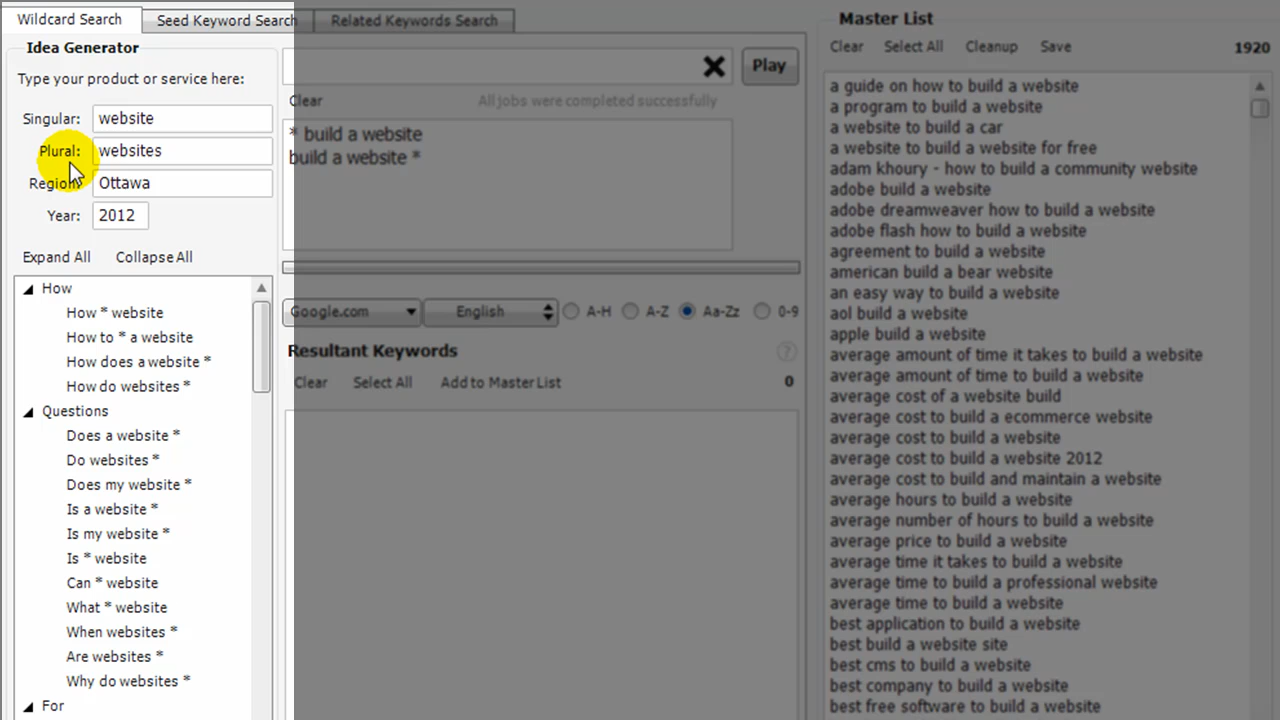 Wildcard Search
Seed Keyword Search
Related Keywords Search
Idea Generator
Type your product or service here:
Singular: website
Plural: websites
Region: Ottawa
Year: 2012
Expand All Collapse All
How
How * website
How to * a website
How does a website *
How do websites *
Questions
Does a website *
Do websites *
Does my website *
Is a website *
Is my website *
Is * website
Can * website
What * website
When websites *
Are websites *
Why do websites *
For
Play
Clear All jobs were completed successfully
* build a website
build a website *
Google.com English A-H A-Z Aa-Zz 0-9
Resultant Keywords ?
Clear Select All Add to Master List 0
Master List
Clear Select All Cleanup Save 1920
a guide on how to build a website
a program to build a website
a website to build a car
a website to build a website for free
adam khoury - how to build a community website
adobe build a website
adobe dreamweaver how to build a website
adobe flash how to build a website
agreement to build a website
american build a bear website
an easy way to build a website
aol build a website
apple build a website
average amount of time it takes to build a website
average amount of time to build a website
average cost of a website build
average cost to build a ecommerce website
average cost to build a website
average cost to build a website 2012
average cost to build and maintain a website
average hours to build a website
average number of hours to build a website
average price to build a website
average time it takes to build a website
average time to build a professional website
average time to build a website
best application to build a website
best build a website site
best cms to build a website
best company to build a website
best free software to build a website